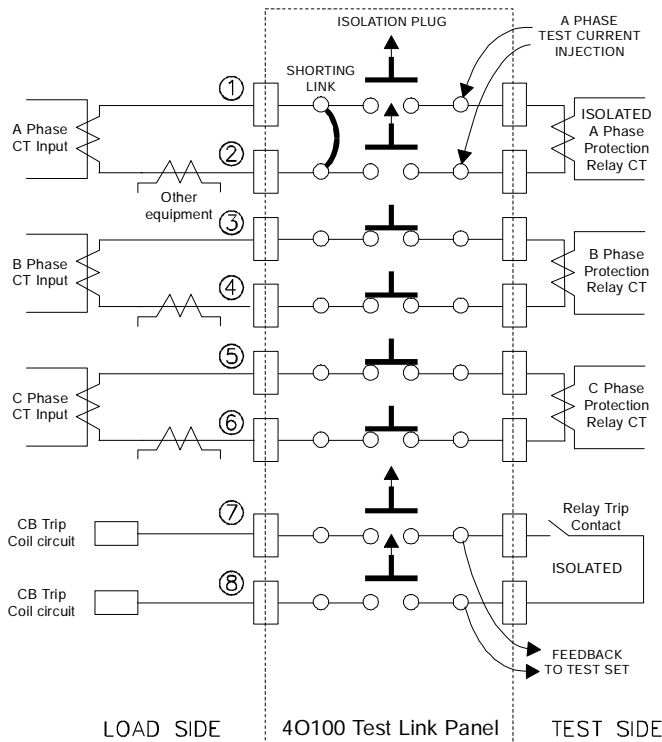 ISOLATION PLUG
A PHASE
TEST CURRENT
INJECTION
SHORTING
LINK
1
A Phase
CT Input
2
Other
equipment
ISOLATED
A Phase
Protection
Relay CT
3
B Phase
CT Input
4
B Phase
Protection
Relay CT
5
C Phase
CT Input
6
C Phase
Protection
Relay CT
7
CB Trip
Coil circuit
Relay Trip
Contact
ISOLATED
8
CB Trip
Coil circuit
FEEDBACK
TO TEST SET
LOAD SIDE
4O100 Test Link Panel
TEST SIDE